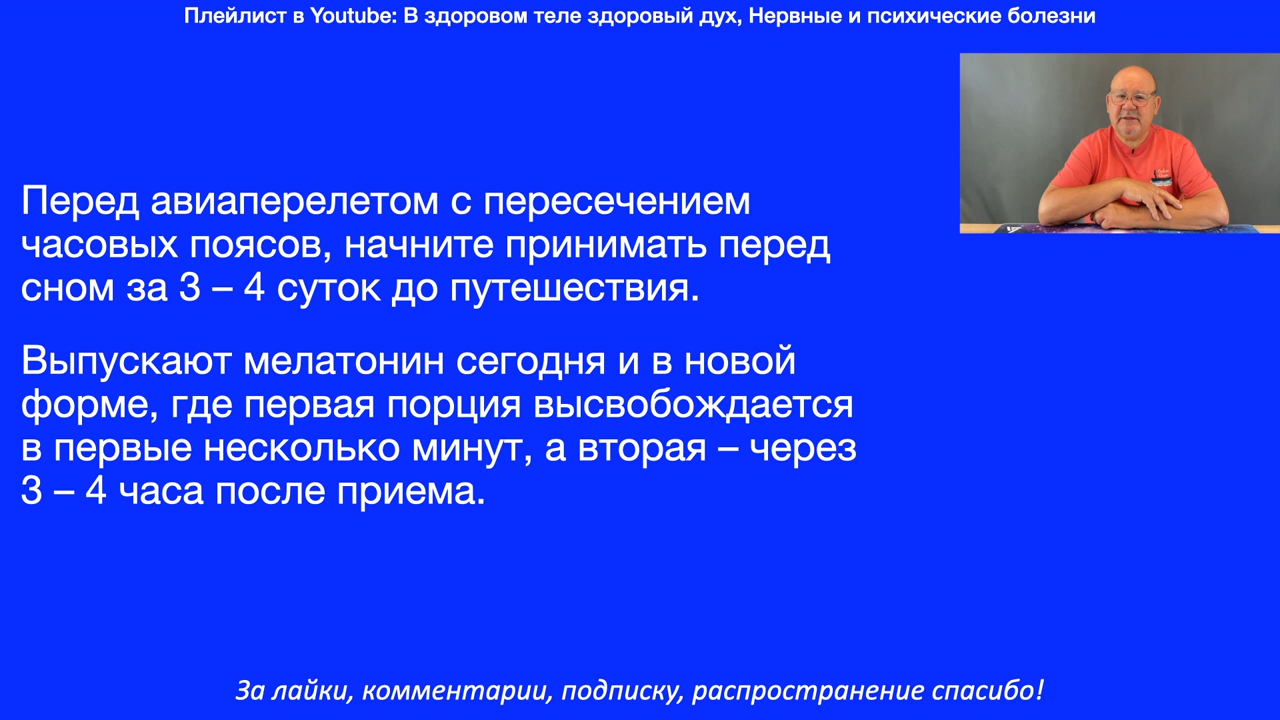 Плейлист в Youtube: В здоровом теле здоровый дух, Нервные и психические болезни
Перед авиаперелетом с пересечением
часовых поясов, начните принимать перед
сном за 3 – 4 суток до путешествия.
Выпускают мелатонин сегодня и в новой
форме, где первая порция высвобождается
в первые несколько минут, а вторая – через
3 – 4 часа после приема.
За лайки, комментарии, подписку, распространение спасибо!